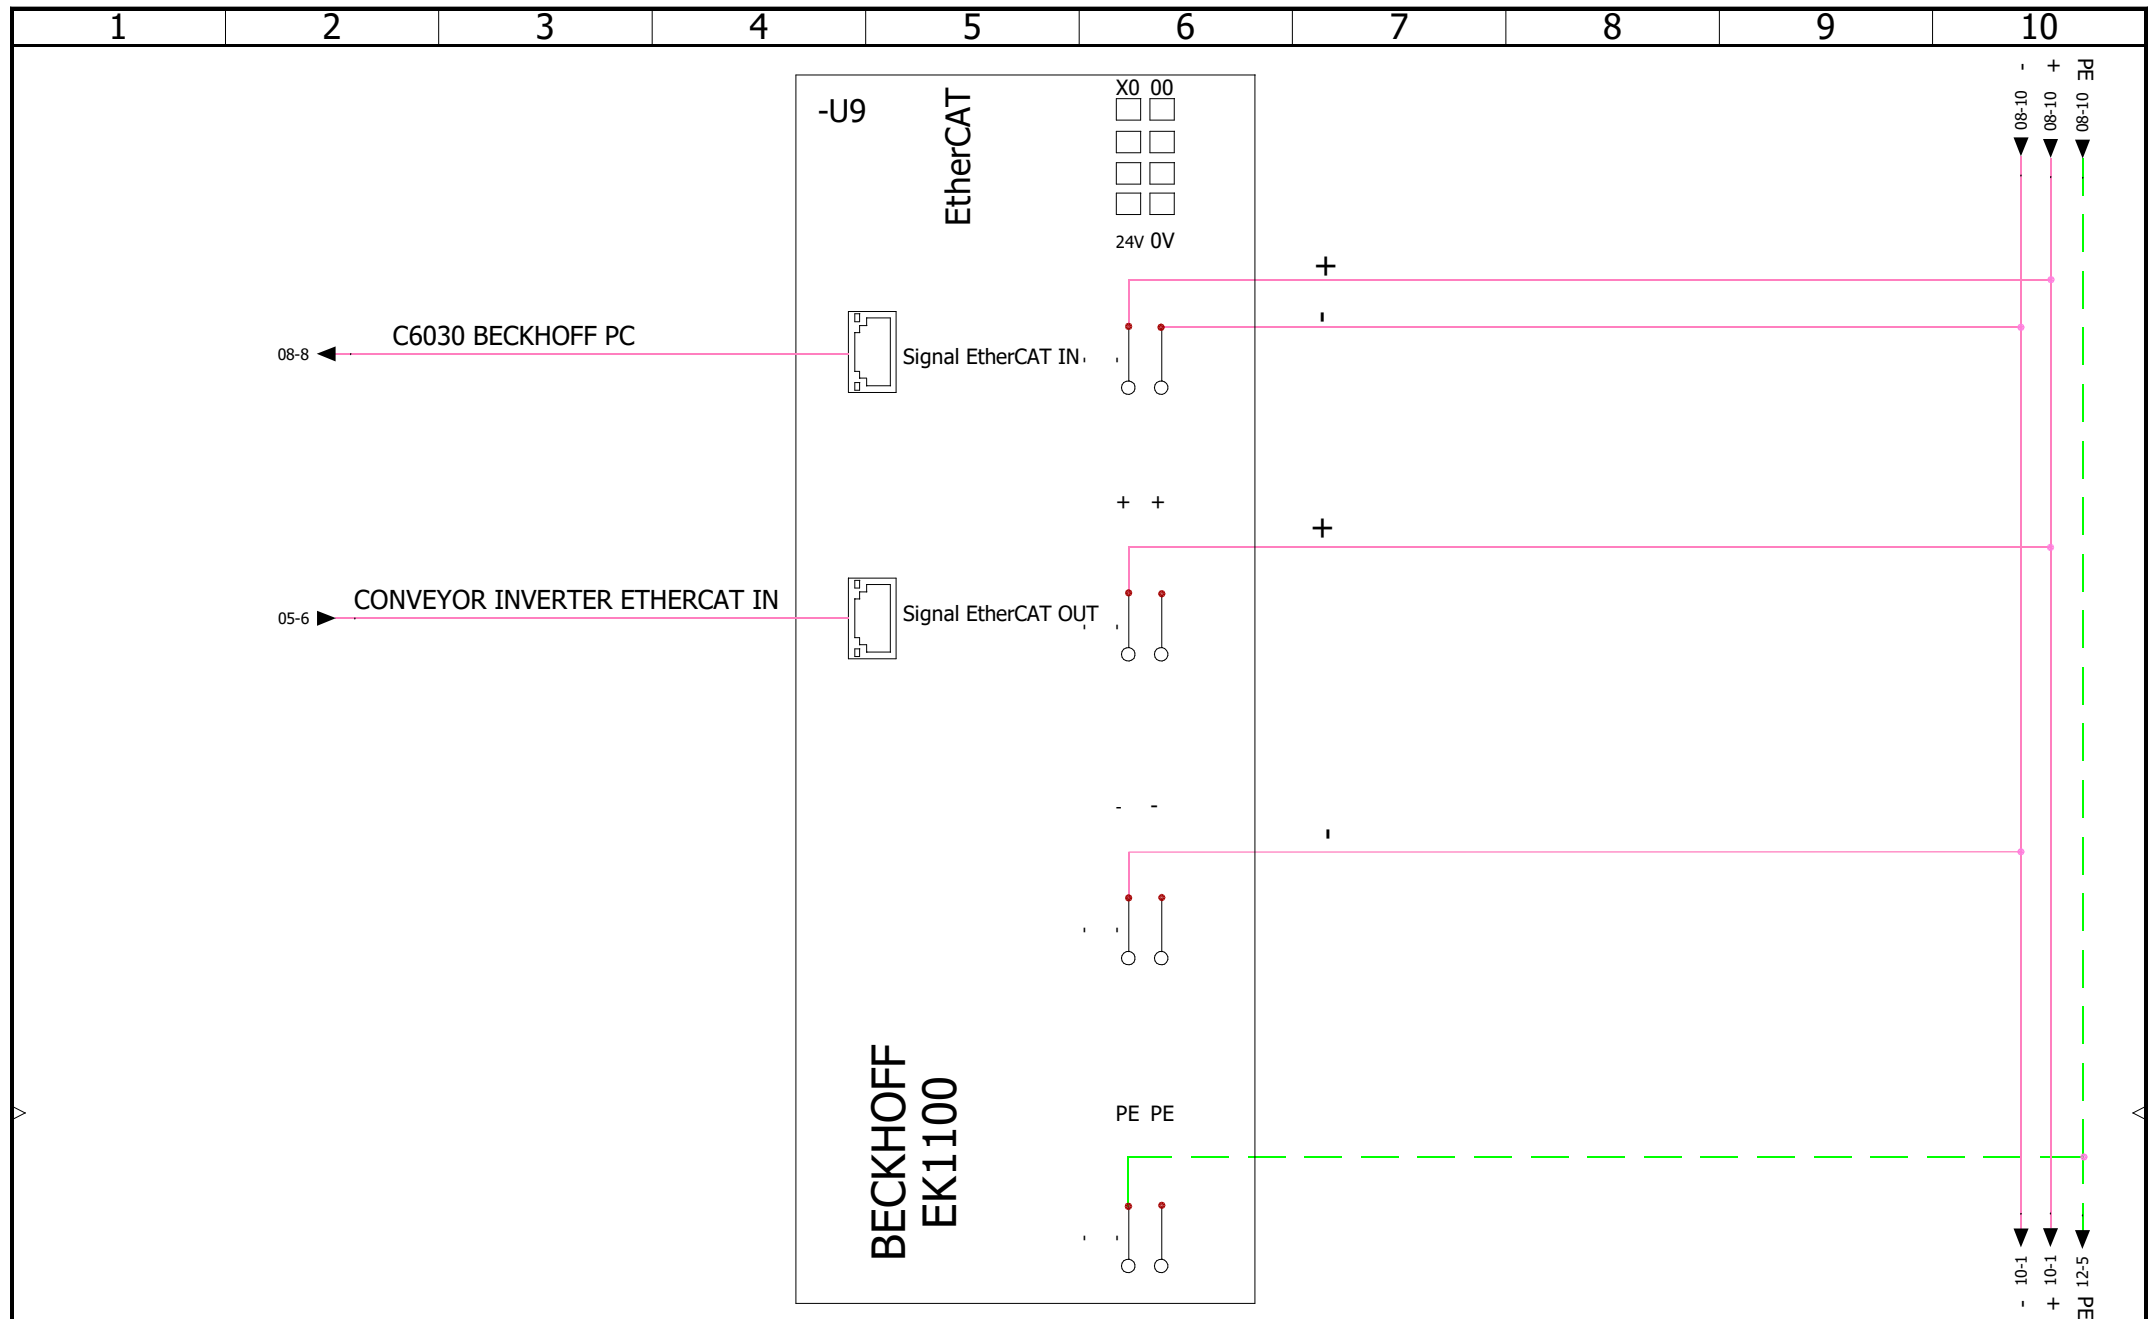 1 2 3 4 5 6 7 8 9 10
- + PE
08-10 08-10 08-10
-U9
EtherCAT
X0 00
24V 0V
+
-
C6030 BECKHOFF PC
08-8
Signal EtherCAT IN
+ +
+
CONVEYOR INVERTER ETHERCAT IN
05-6
Signal EtherCAT OUT
- -
-
BECKHOFF
EK1100
PE PE
10-1 10-1 12-5
- + PE